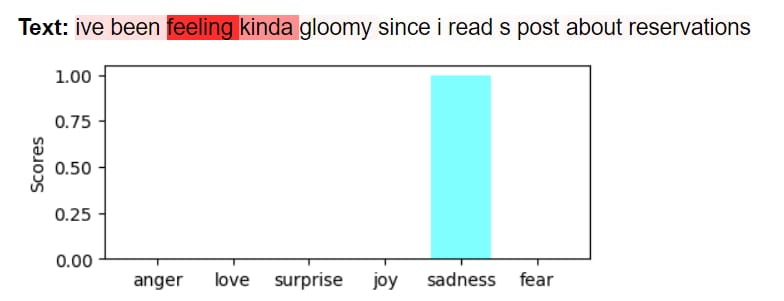 Text: ive been feeling kinda gloomy since i read s post about reservations
1.00
0.75
0.50
0.25
0.00
Scores
anger love surprise joy sadness fear